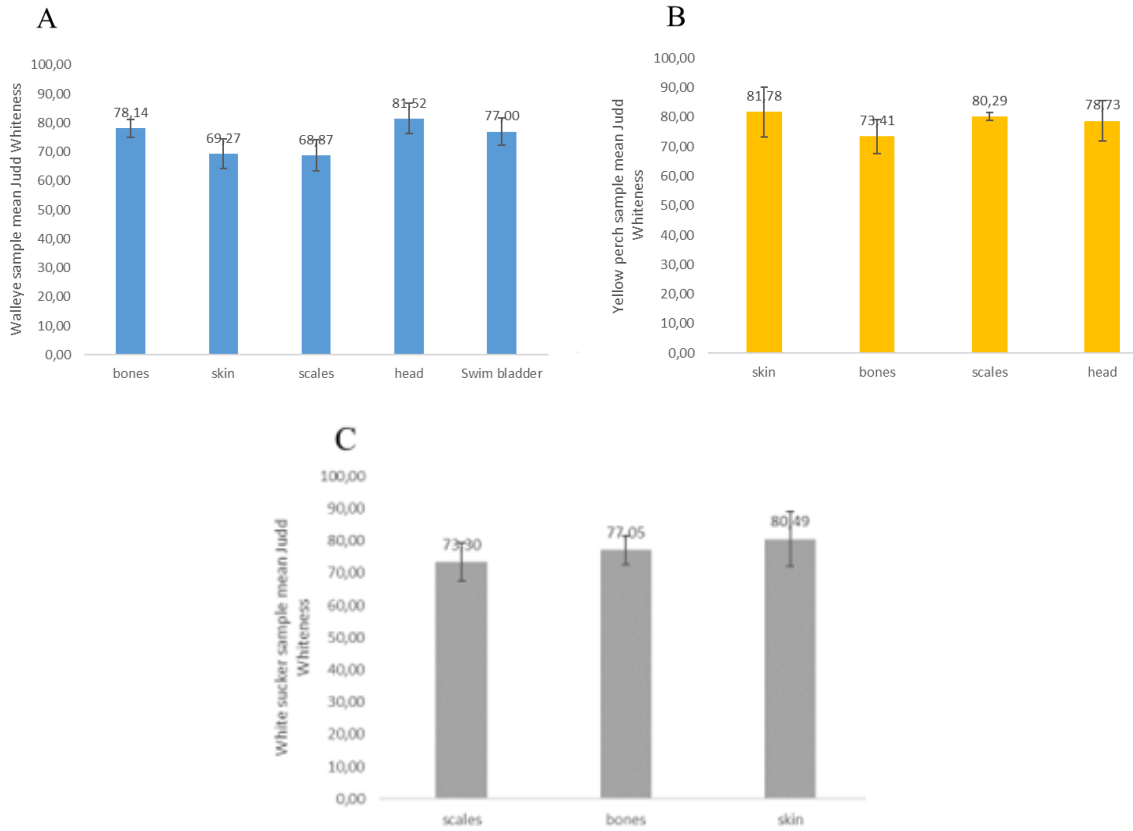 A
Walleye sample mean Judd Whiteness
100,00
90,00
80,00
70,00
60,00
50,00
40,00
30,00
20,00
10,00
0,00
78,14
69,27
68,87
81,52
77,00
bones
skin
scales
head
Swim bladder
B
Yellow perch sample mean Judd
Whiteness
100,00
90,00
80,00
70,00
60,00
50,00
40,00
30,00
20,00
10,00
0,00
81,78
73,41
80,29
78,73
skin
bones
scales
head
C
White sucker sample mean Judd
Whiteness
100,00
90,00
80,00
70,00
60,00
50,00
40,00
30,00
20,00
10,00
0,00
73,30
77,05
80,49
scales
bones
skin